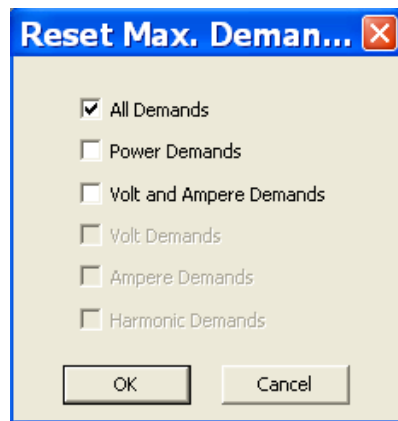 Reset Max. Deman...
All Demands
Power Demands
Volt and Ampere Demands
Volt Demands
Ampere Demands
Harmonic Demands
OK Cancel